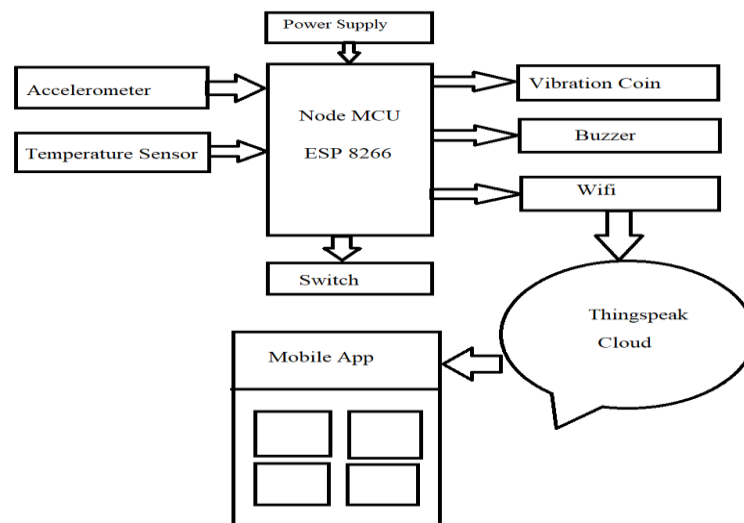 Power Supply
Accelerometer
Temperature Sensor
Node MCU
ESP 8266
Vibration Coin
Buzzer
Wifi
Switch
Thingspeak
Cloud
Mobile App